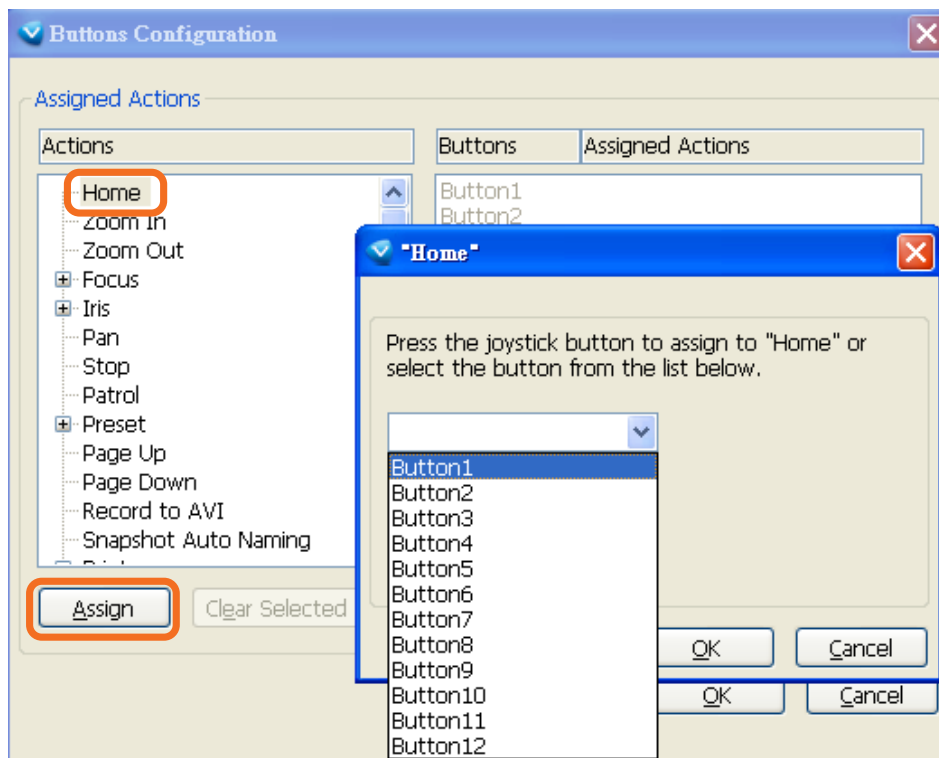 Buttons Configuration
Assigned Actions
Actions
Buttons
Assigned Actions
Home
Zoom In
Zoom Out
Focus
Iris
Pan
Stop
Patrol
Preset
Page Up
Page Down
Record to AVI
Snapshot Auto Naming
Button1
Button2
"Home"
Press the joystick button to assign to "Home" or
select the button from the list below.
Button1
Button2
Button3
Button4
Button5
Button6
Button7
Button8
Button9
Button10
Button11
Button12
OK
Cancel
Assign
Clear Selected
OK
Cancel